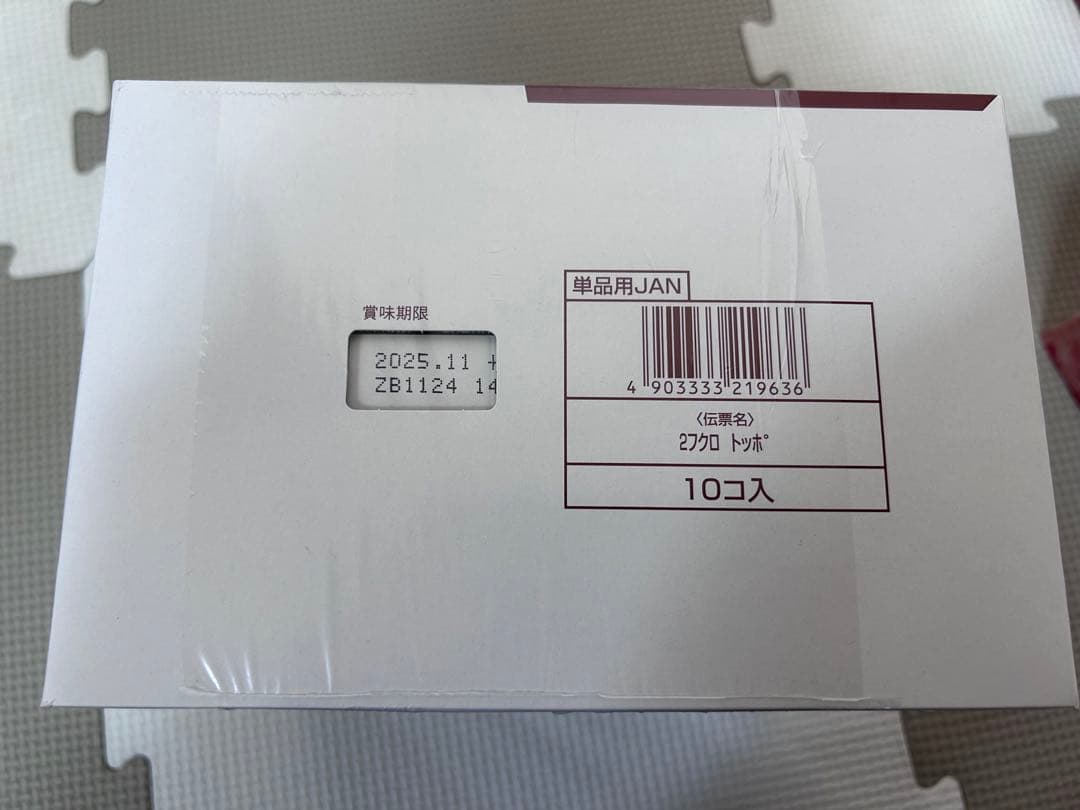 賞味期限
2025.11 +
ZB1124 14
単品用JAN
4 903333 219636
〈伝票名〉
2フクロ トッポ
10コ入